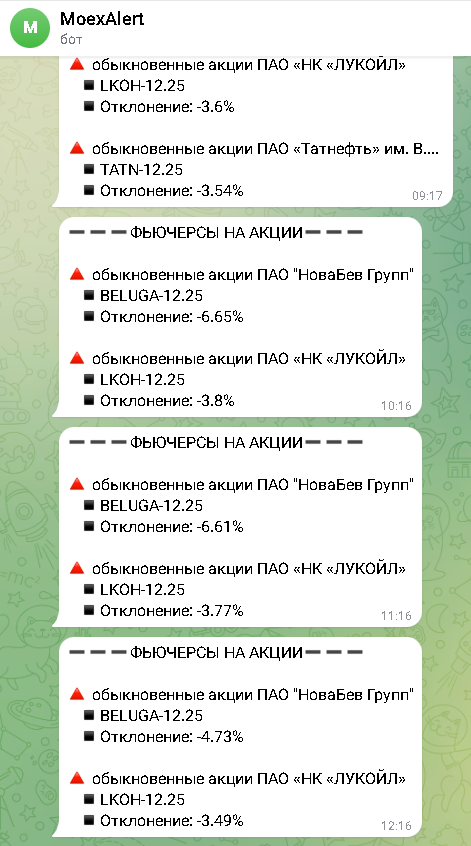 M
MoexAlert
бот
🔺 обыкновенные акции ПАО «НК «ЛУКОЙЛ»
◾ LKOH-12.25
◾ Отклонение: -3.6%
🔺 обыкновенные акции ПАО «Татнефть» им. В....
◾ TATN-12.25
◾ Отклонение: -3.54%
09:17
➖➖➖ФЬЮЧЕРСЫ НА АКЦИИ➖➖➖
🔺 обыкновенные акции ПАО "НоваБев Групп"
◾ BELUGA-12.25
◾ Отклонение: -6.65%
🔺 обыкновенные акции ПАО «НК «ЛУКОЙЛ»
◾ LKOH-12.25
◾ Отклонение: -3.8%
10:16
➖➖➖ФЬЮЧЕРСЫ НА АКЦИИ➖➖➖
🔺 обыкновенные акции ПАО "НоваБев Групп"
◾ BELUGA-12.25
◾ Отклонение: -6.61%
🔺 обыкновенные акции ПАО «НК «ЛУКОЙЛ»
◾ LKOH-12.25
◾ Отклонение: -3.77%
11:16
➖➖➖ФЬЮЧЕРСЫ НА АКЦИИ➖➖➖
🔺 обыкновенные акции ПАО "НоваБев Групп"
◾ BELUGA-12.25
◾ Отклонение: -4.73%
🔺 обыкновенные акции ПАО «НК «ЛУКОЙЛ»
◾ LKOH-12.25
◾ Отклонение: -3.49%
12:16